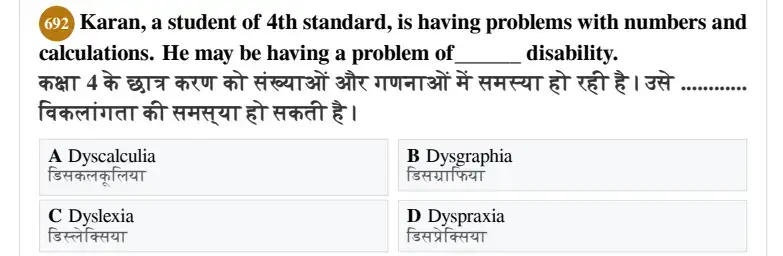 692 Karan, a student of 4th standard, is having problems with numbers and
calculations. He may be having a problem of_______ disability.
कक्षा 4 के छात्र करण को संख्याओं और गणनाओं में समस्या हो रही है। उसे ............
विकलांगता की समस्या हो सकती है।
A Dyscalculia
डिसकलकूलिया
B Dysgraphia
डिसग्राफिया
C Dyslexia
डिस्लेक्सिया
D Dyspraxia
डिसप्रेक्सिया